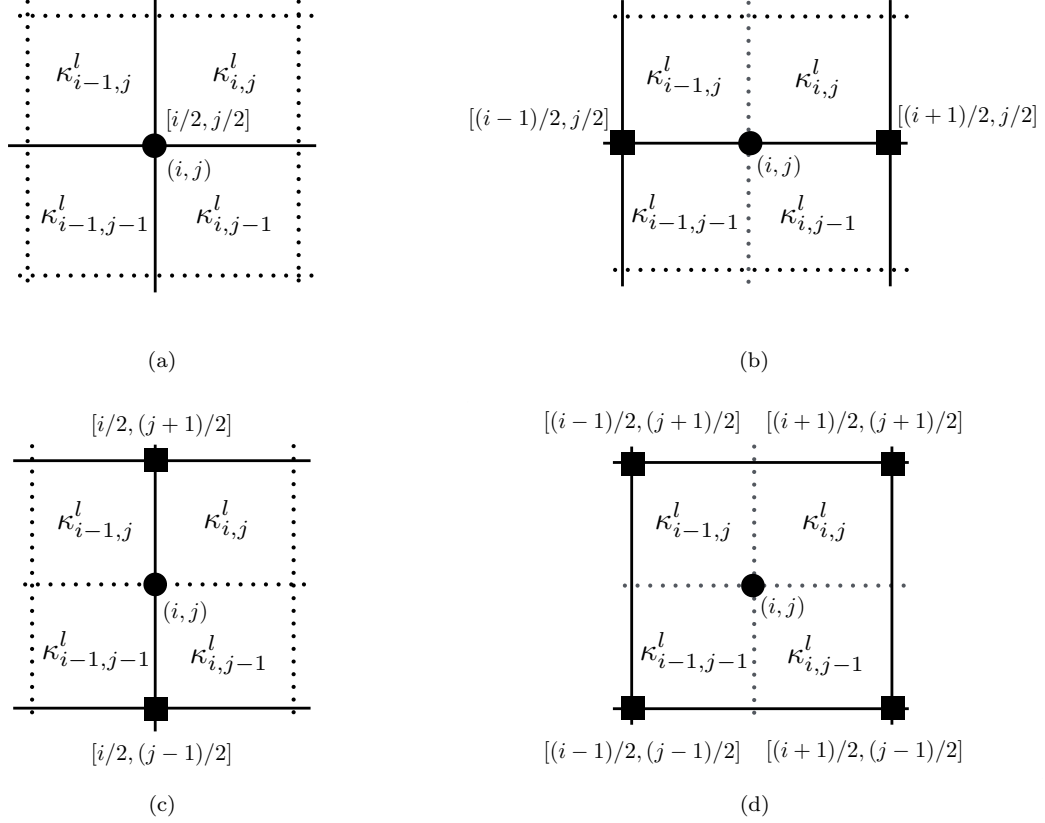 κ^l_{i−1,j} κ^l_{i,j}
[i/2, j/2]
(i, j)
κ^l_{i−1,j−1} κ^l_{i,j−1}
(a)
κ^l_{i−1,j} κ^l_{i,j}
[(i − 1)/2, j/2] [(i + 1)/2, j/2]
(i, j)
κ^l_{i−1,j−1} κ^l_{i,j−1}
(b)
[i/2, (j + 1)/2]
κ^l_{i−1,j} κ^l_{i,j}
(i, j)
κ^l_{i−1,j−1} κ^l_{i,j−1}
[i/2, (j − 1)/2]
(c)
[(i − 1)/2, (j + 1)/2] [(i + 1)/2, (j + 1)/2]
κ^l_{i−1,j} κ^l_{i,j}
(i, j)
κ^l_{i−1,j−1} κ^l_{i,j−1}
[(i − 1)/2, (j − 1)/2] [(i + 1)/2, (j − 1)/2]
(d)